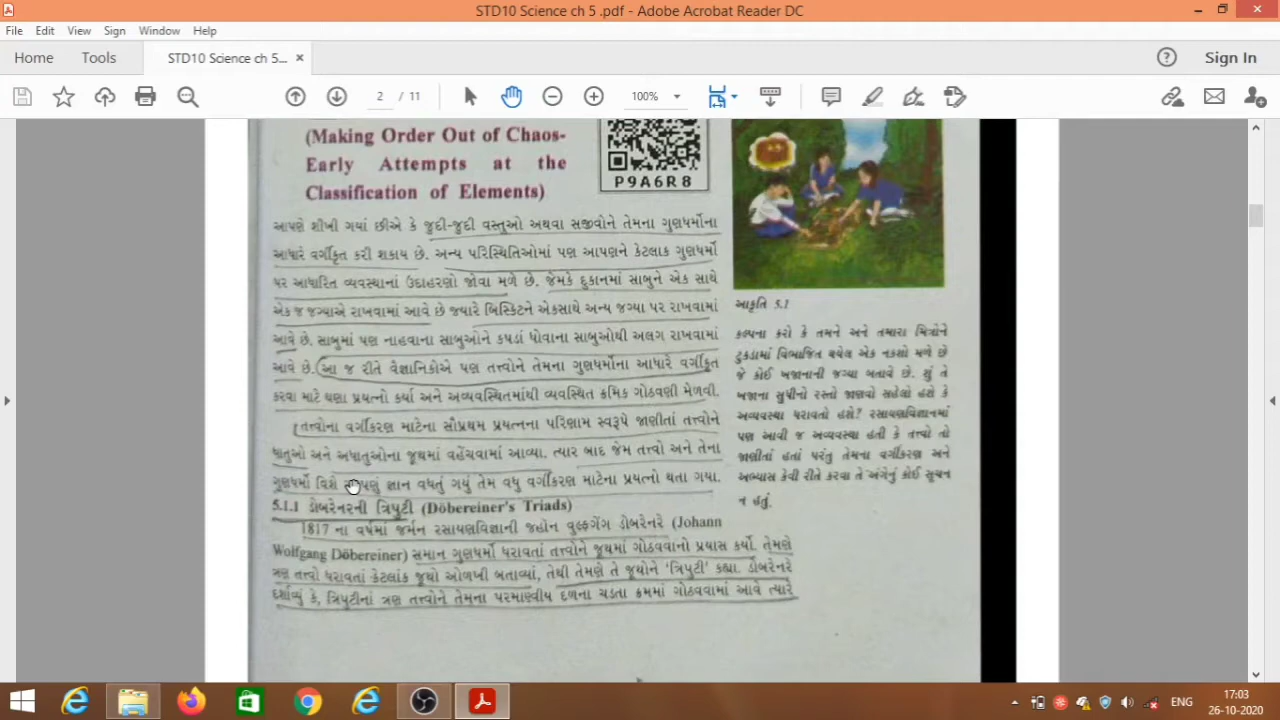 STD10 Science ch 5 .pdf - Adobe Acrobat Reader DC
File Edit View Sign Window Help
Home Tools STD10 Science ch 5... × Sign In
2 / 11 100%
(Making Order Out of Chaos-
Early Attempts at the
Classification of Elements)
P9A6R8
આપણે શીખી ગયાં છીએ કે જુદી-જુદી વસ્તુઓ અથવા સજીવોને તેમના ગુણધર્મોના
આધારે વર્ગીકૃત કરી શકાય છે. અન્ય પરિસ્થિતિઓમાં પણ આપણને કેટલાક ગુણધર્મો
પર આધારિત વ્યવસ્થાનાં ઉદાહરણો જોવા મળે છે. જેમકે દુકાનમાં સાબુને એક સાથે
એક જ જગ્યાએ રાખવામાં આવે છે જ્યારે બિસ્કિટને એકસાથે અન્ય જગ્યા પર રાખવામાં
આવે છે. સાબુમાં પણ નાહવાના સાબુઓને કપડાં ધોવાના સાબુઓથી અલગ રાખવામાં
આવે છે. આ જ રીતે વૈજ્ઞાનિકોએ પણ તત્ત્વોને તેમના ગુણધર્મોના આધારે વર્ગીકૃત
કરવા માટે ઘણા પ્રયત્નો કર્યા અને અવ્યવસ્થિતમાંથી વ્યવસ્થિત ક્રમિક ગોઠવણી મેળવી.
તત્ત્વોના વર્ગીકરણ માટેના સૌપ્રથમ પ્રયત્નના પરિણામ સ્વરૂપે જાણીતાં તત્ત્વોને
ધાતુઓ અને અધાતુઓના જૂથમાં વહેંચવામાં આવ્યા. ત્યાર બાદ જેમ તત્ત્વો અને તેના
ગુણધર્મો વિશે આપણું જ્ઞાન વધતું ગયું તેમ વધુ વર્ગીકરણ માટેના પ્રયત્નો થતા ગયા.
5.1.1 ડોબરેનરની ત્રિપુટી (Döbereiner's Triads)
1817 ના વર્ષમાં જર્મન રસાયણવિજ્ઞાની જ્હોન વુલ્ફગેંગ ડોબરેનરે (Johann
Wolfgang Döbereiner) સમાન ગુણધર્મો ધરાવતાં તત્ત્વોને જૂથમાં ગોઠવવાનો પ્રયાસ કર્યો. તેમણે
ત્રણ તત્ત્વો ધરાવતાં કેટલાંક જૂથો ઓળખી બતાવ્યાં, તેથી તેમણે તે જૂથોને 'ત્રિપુટી' કહ્યા. ડોબરેનરે
દર્શાવ્યું કે, ત્રિપુટીનાં ત્રણ તત્ત્વોને તેમના પરમાણ્વીય દળના ચડતા ક્રમમાં ગોઠવવામાં આવે ત્યારે
આકૃતિ 5.1
કલ્પના કરો કે તમને અને તમારા મિત્રોને
ટુકડામાં વિભાજિત થયેલ એક નકશો મળે છે
જે કોઈ ખજાનાની જગ્યા બતાવે છે. શું તે
ખજાના સુધીનો રસ્તો જાણવો સહેલો હશે કે
અવ્યવસ્થા ધરાવતો હશે? રસાયણવિજ્ઞાનમાં
પણ આવી જ અવ્યવસ્થા હતી કે તત્ત્વો તો
જાણીતાં હતાં પરંતુ તેમના વર્ગીકરણ અને
અભ્યાસ કેવી રીતે કરવા તે અંગેનું કોઈ સૂચન
ન હતું.
ENG 17:03
26-10-2020